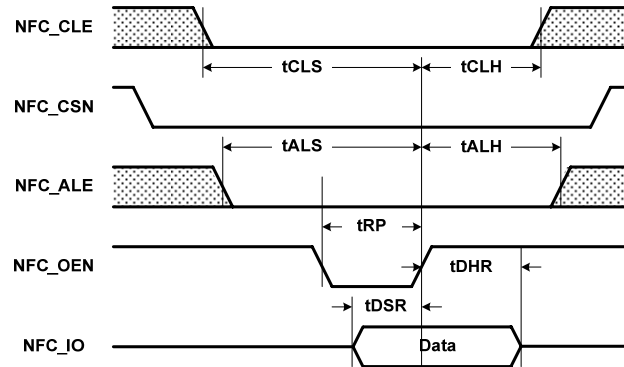 NFC_CLE
tCLS tCLH
NFC_CSN
tALS tALH
NFC_ALE
tRP
NFC_OEN
tDHR
tDSR
NFC_IO Data